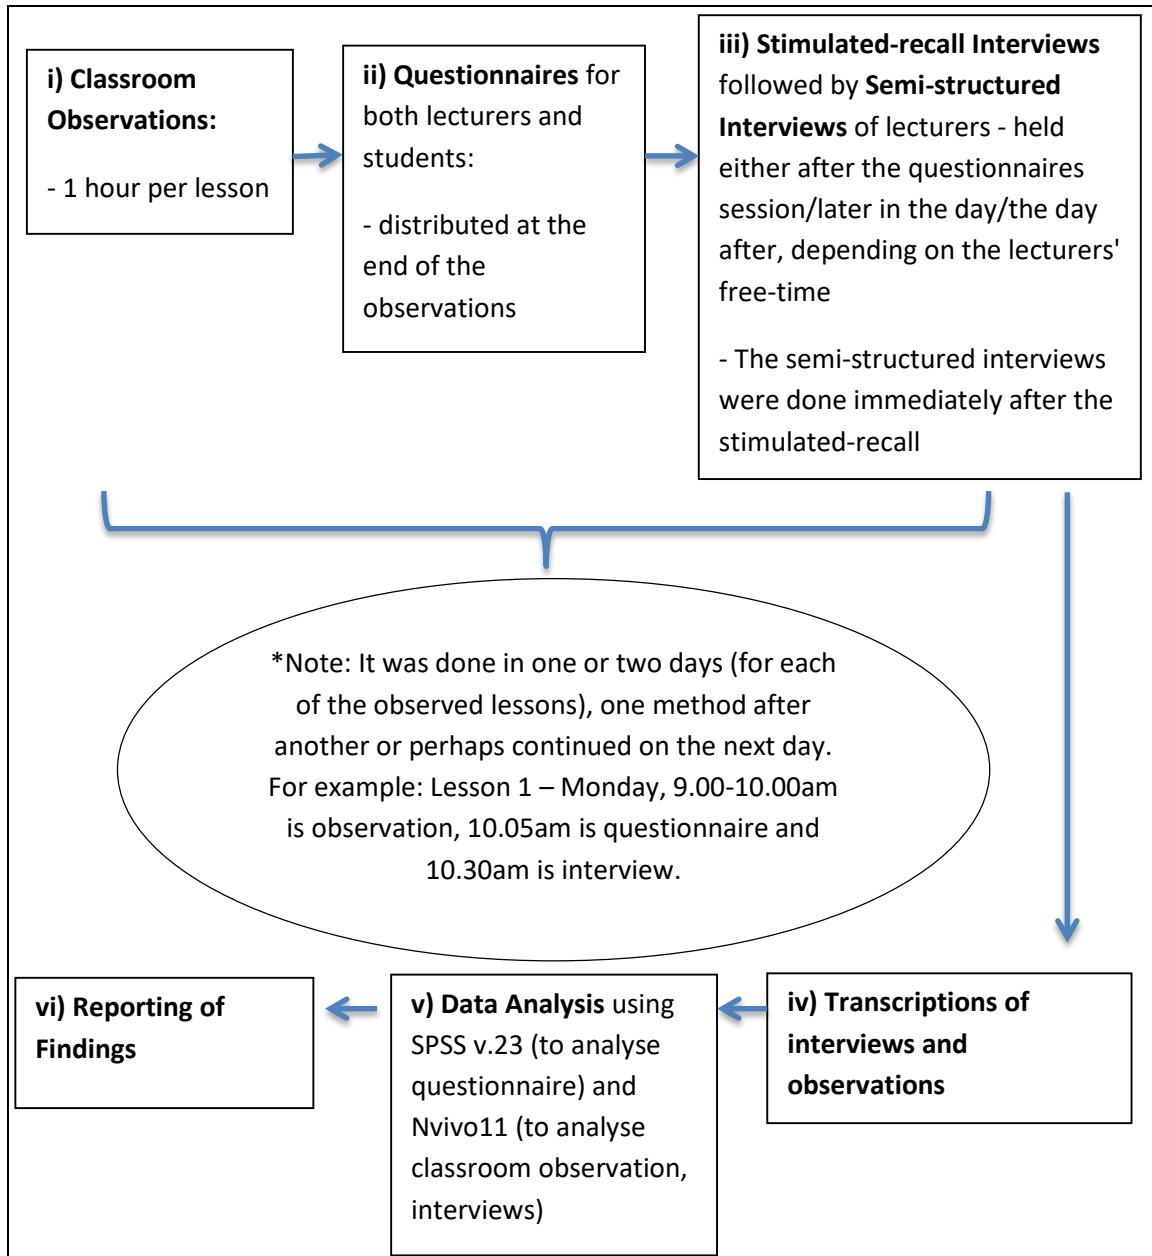 i) Classroom
Observations:
- 1 hour per lesson
ii) Questionnaires for
both lecturers and
students:
- distributed at the
end of the
observations
iii) Stimulated-recall Interviews
followed by Semi-structured
Interviews of lecturers - held
either after the questionnaires
session/later in the day/the day
after, depending on the lecturers'
free-time
- The semi-structured interviews
were done immediately after the
stimulated-recall
*Note: It was done in one or two days (for each
of the observed lessons), one method after
another or perhaps continued on the next day.
For example: Lesson 1 – Monday, 9.00-10.00am
is observation, 10.05am is questionnaire and
10.30am is interview.
iv) Transcriptions of
interviews and
observations
v) Data Analysis using
SPSS v.23 (to analyse
questionnaire) and
Nvivo11 (to analyse
classroom observation,
interviews)
vi) Reporting of
Findings